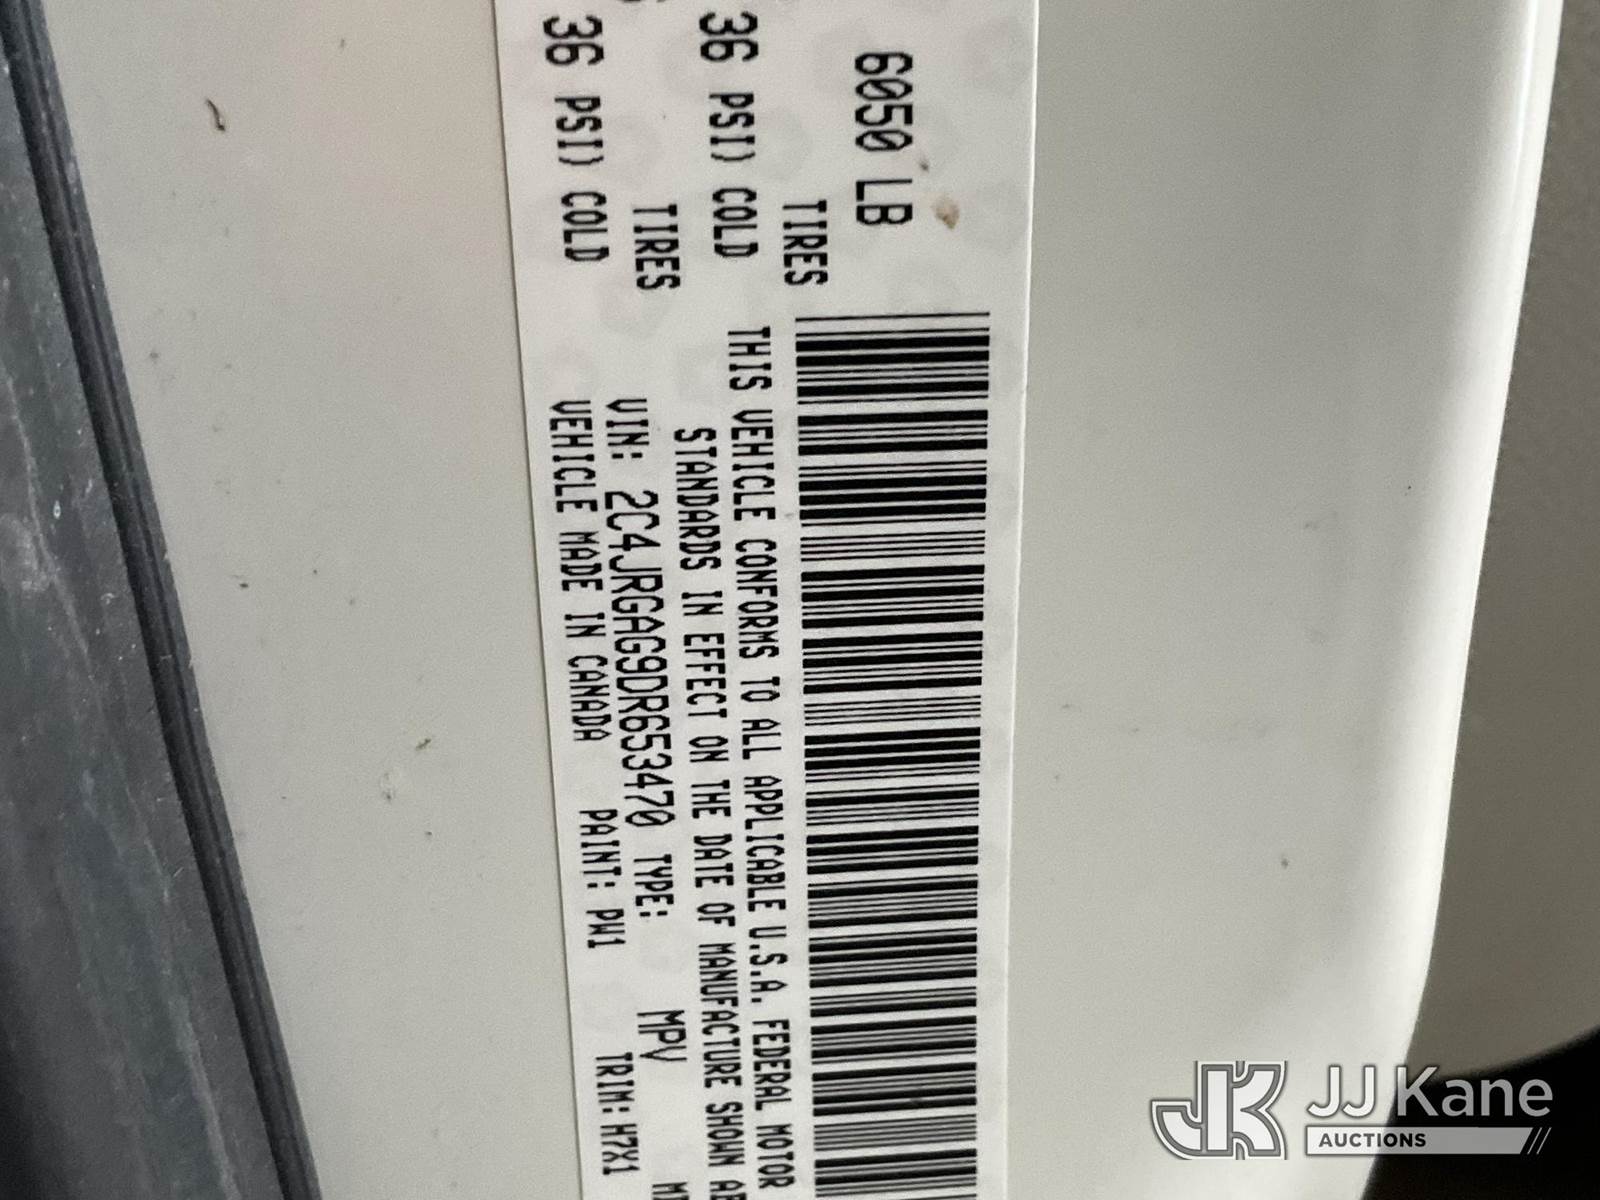 6050 LB
TIRES
36 PSI) COLD
TIRES
36 PSI) COLD
THIS VEHICLE CONFORMS TO ALL APPLICABLE U.S.A. FEDERAL MOTOR
STANDARDS IN EFFECT ON THE DATE OF MANUFACTURE SHOWN AB
VIN: 2C4JRGAG9DR653470 TYPE: MPV
VEHICLE MADE IN CANADA PAINT: PW1 TRIM: H7X1
JJ Kane
AUCTIONS